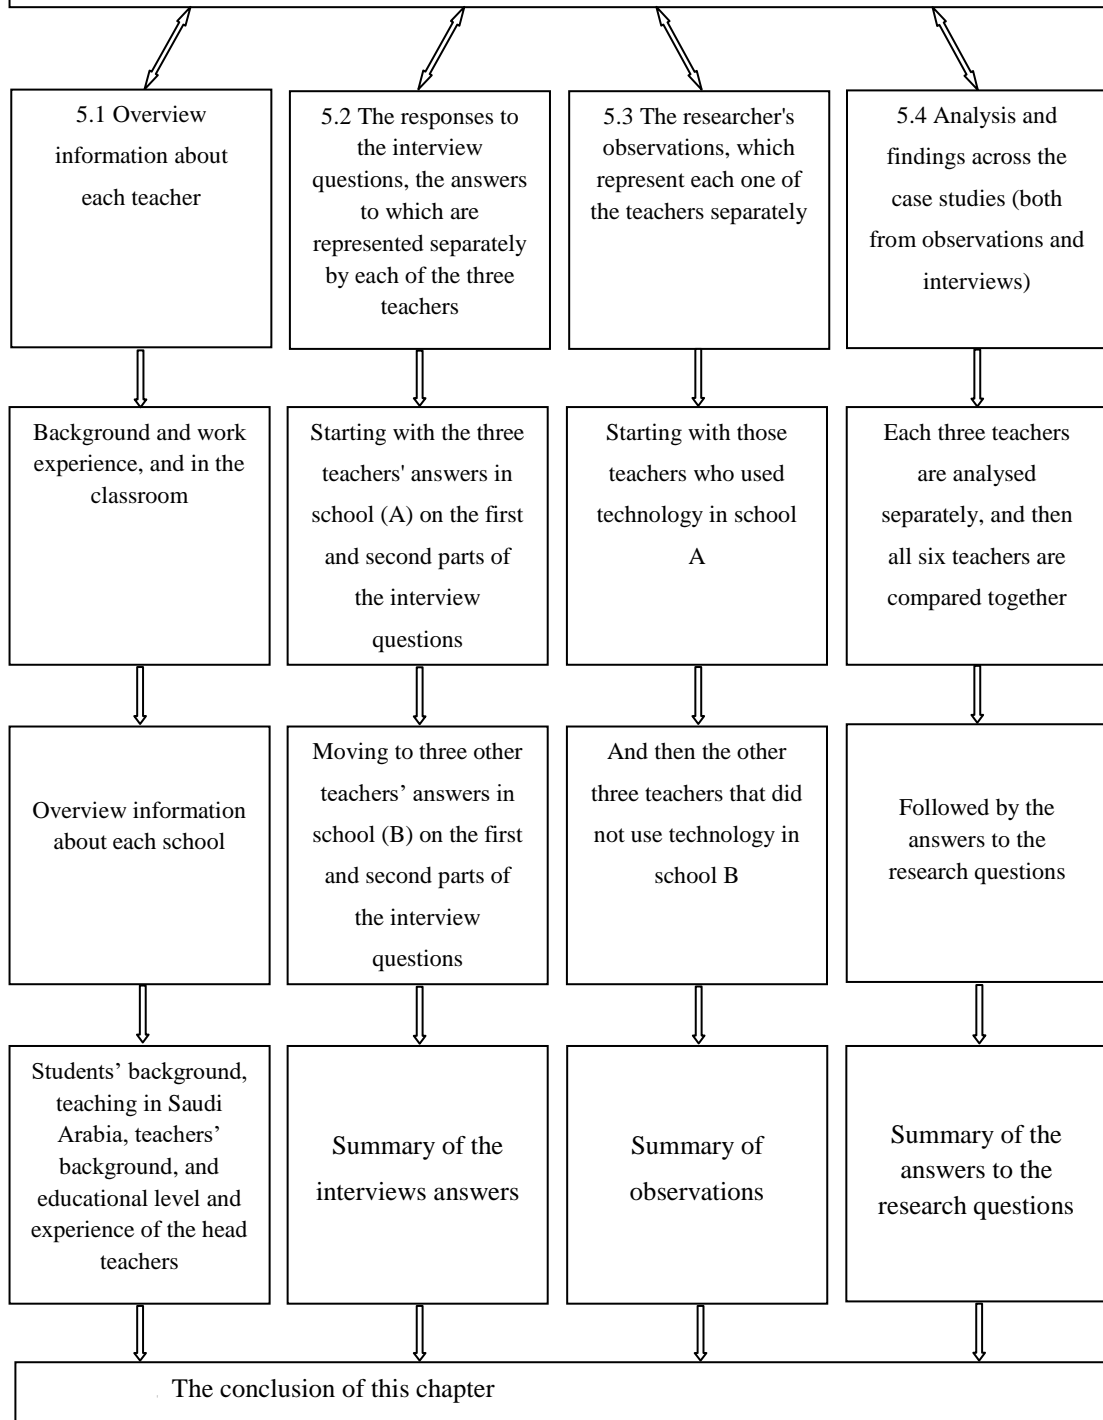 5.1 Overview
information about
each teacher
5.2 The responses to
the interview
questions, the answers
to which are
represented separately
by each of the three
teachers
5.3 The researcher's
observations, which
represent each one of
the teachers separately
5.4 Analysis and
findings across the
case studies (both
from observations and
interviews)
Background and work
experience, and in the
classroom
Starting with the three
teachers' answers in
school (A) on the first
and second parts of
the interview
questions
Starting with those
teachers who used
technology in school
A
Each three teachers
are analysed
separately, and then
all six teachers are
compared together
Overview information
about each school
Moving to three other
teachers’ answers in
school (B) on the first
and second parts of
the interview
questions
And then the other
three teachers that did
not use technology in
school B
Followed by the
answers to the
research questions
Students’ background,
teaching in Saudi
Arabia, teachers’
background, and
educational level and
experience of the head
teachers
Summary of the
interviews answers
Summary of
observations
Summary of the
answers to the
research questions
The conclusion of this chapter